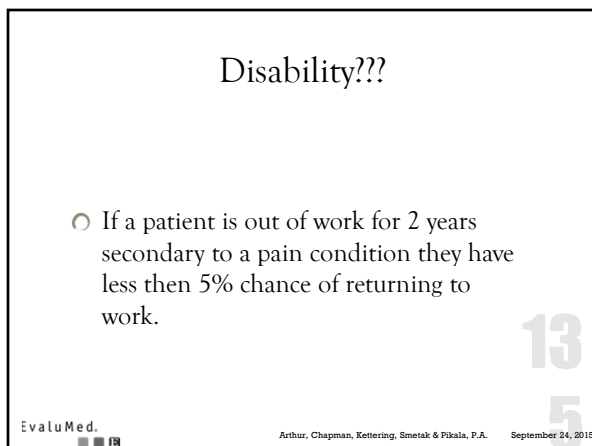 Disability???
If a patient is out of work for 2 years
secondary to a pain condition they have
less then 5% chance of returning to
work.
13
5
EvaluMed.
E
Arthur, Chapman, Kettering, Smetak & Pikala, P.A. September 24, 2015